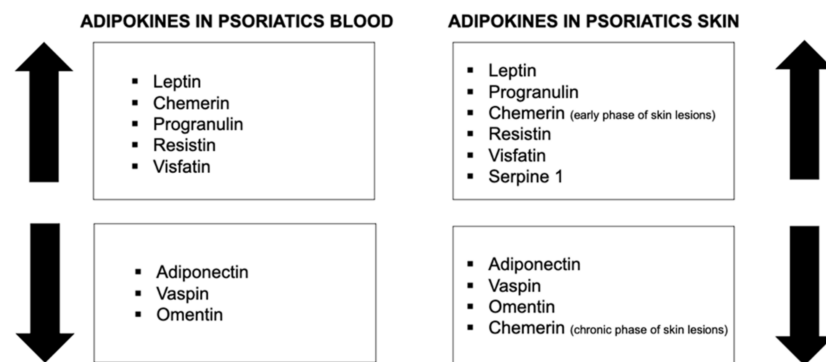 ADIPOKINES IN PSORIATICS BLOOD
▪ Leptin
▪ Chemerin
▪ Progranulin
▪ Resistin
▪ Visfatin
▪ Adiponectin
▪ Vaspin
▪ Omentin
ADIPOKINES IN PSORIATICS SKIN
▪ Leptin
▪ Progranulin
▪ Chemerin (early phase of skin lesions)
▪ Resistin
▪ Visfatin
▪ Serpine 1
▪ Adiponectin
▪ Vaspin
▪ Omentin
▪ Chemerin (chronic phase of skin lesions)